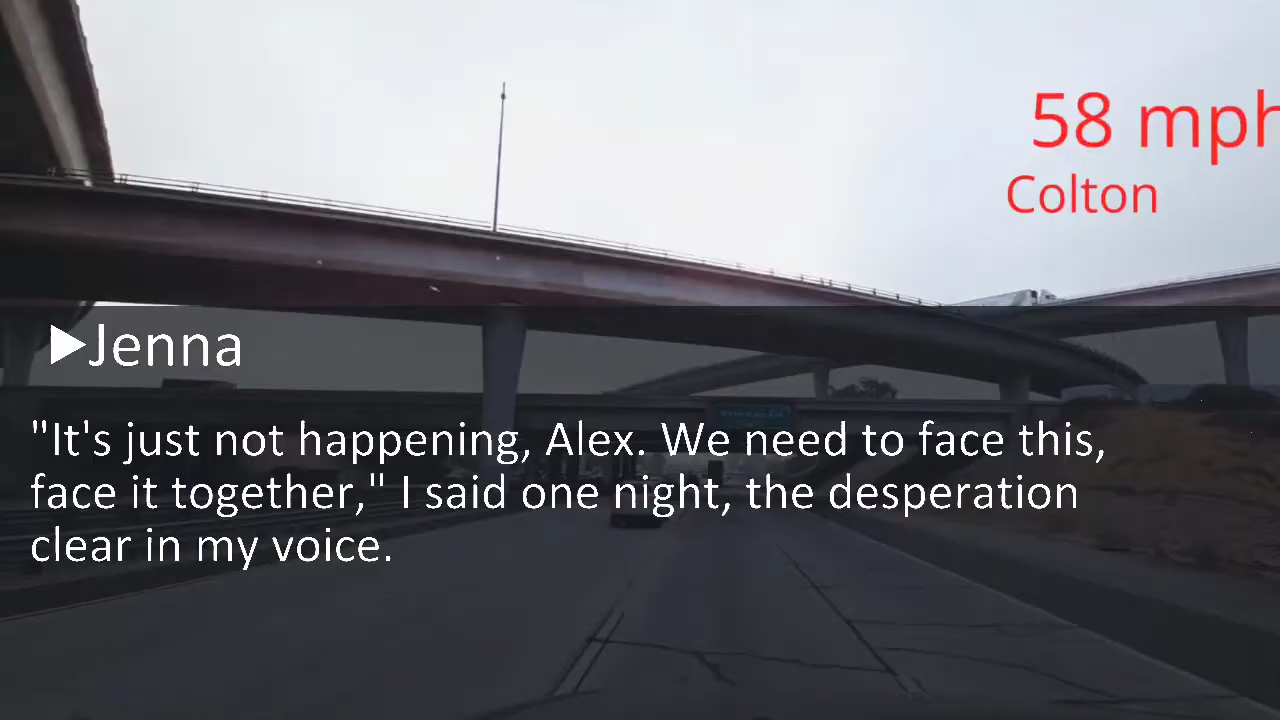 58 mph
Colton
Jenna
"It's just not happening, Alex. We need to face this,
face it together," I said one night, the desperation
clear in my voice.